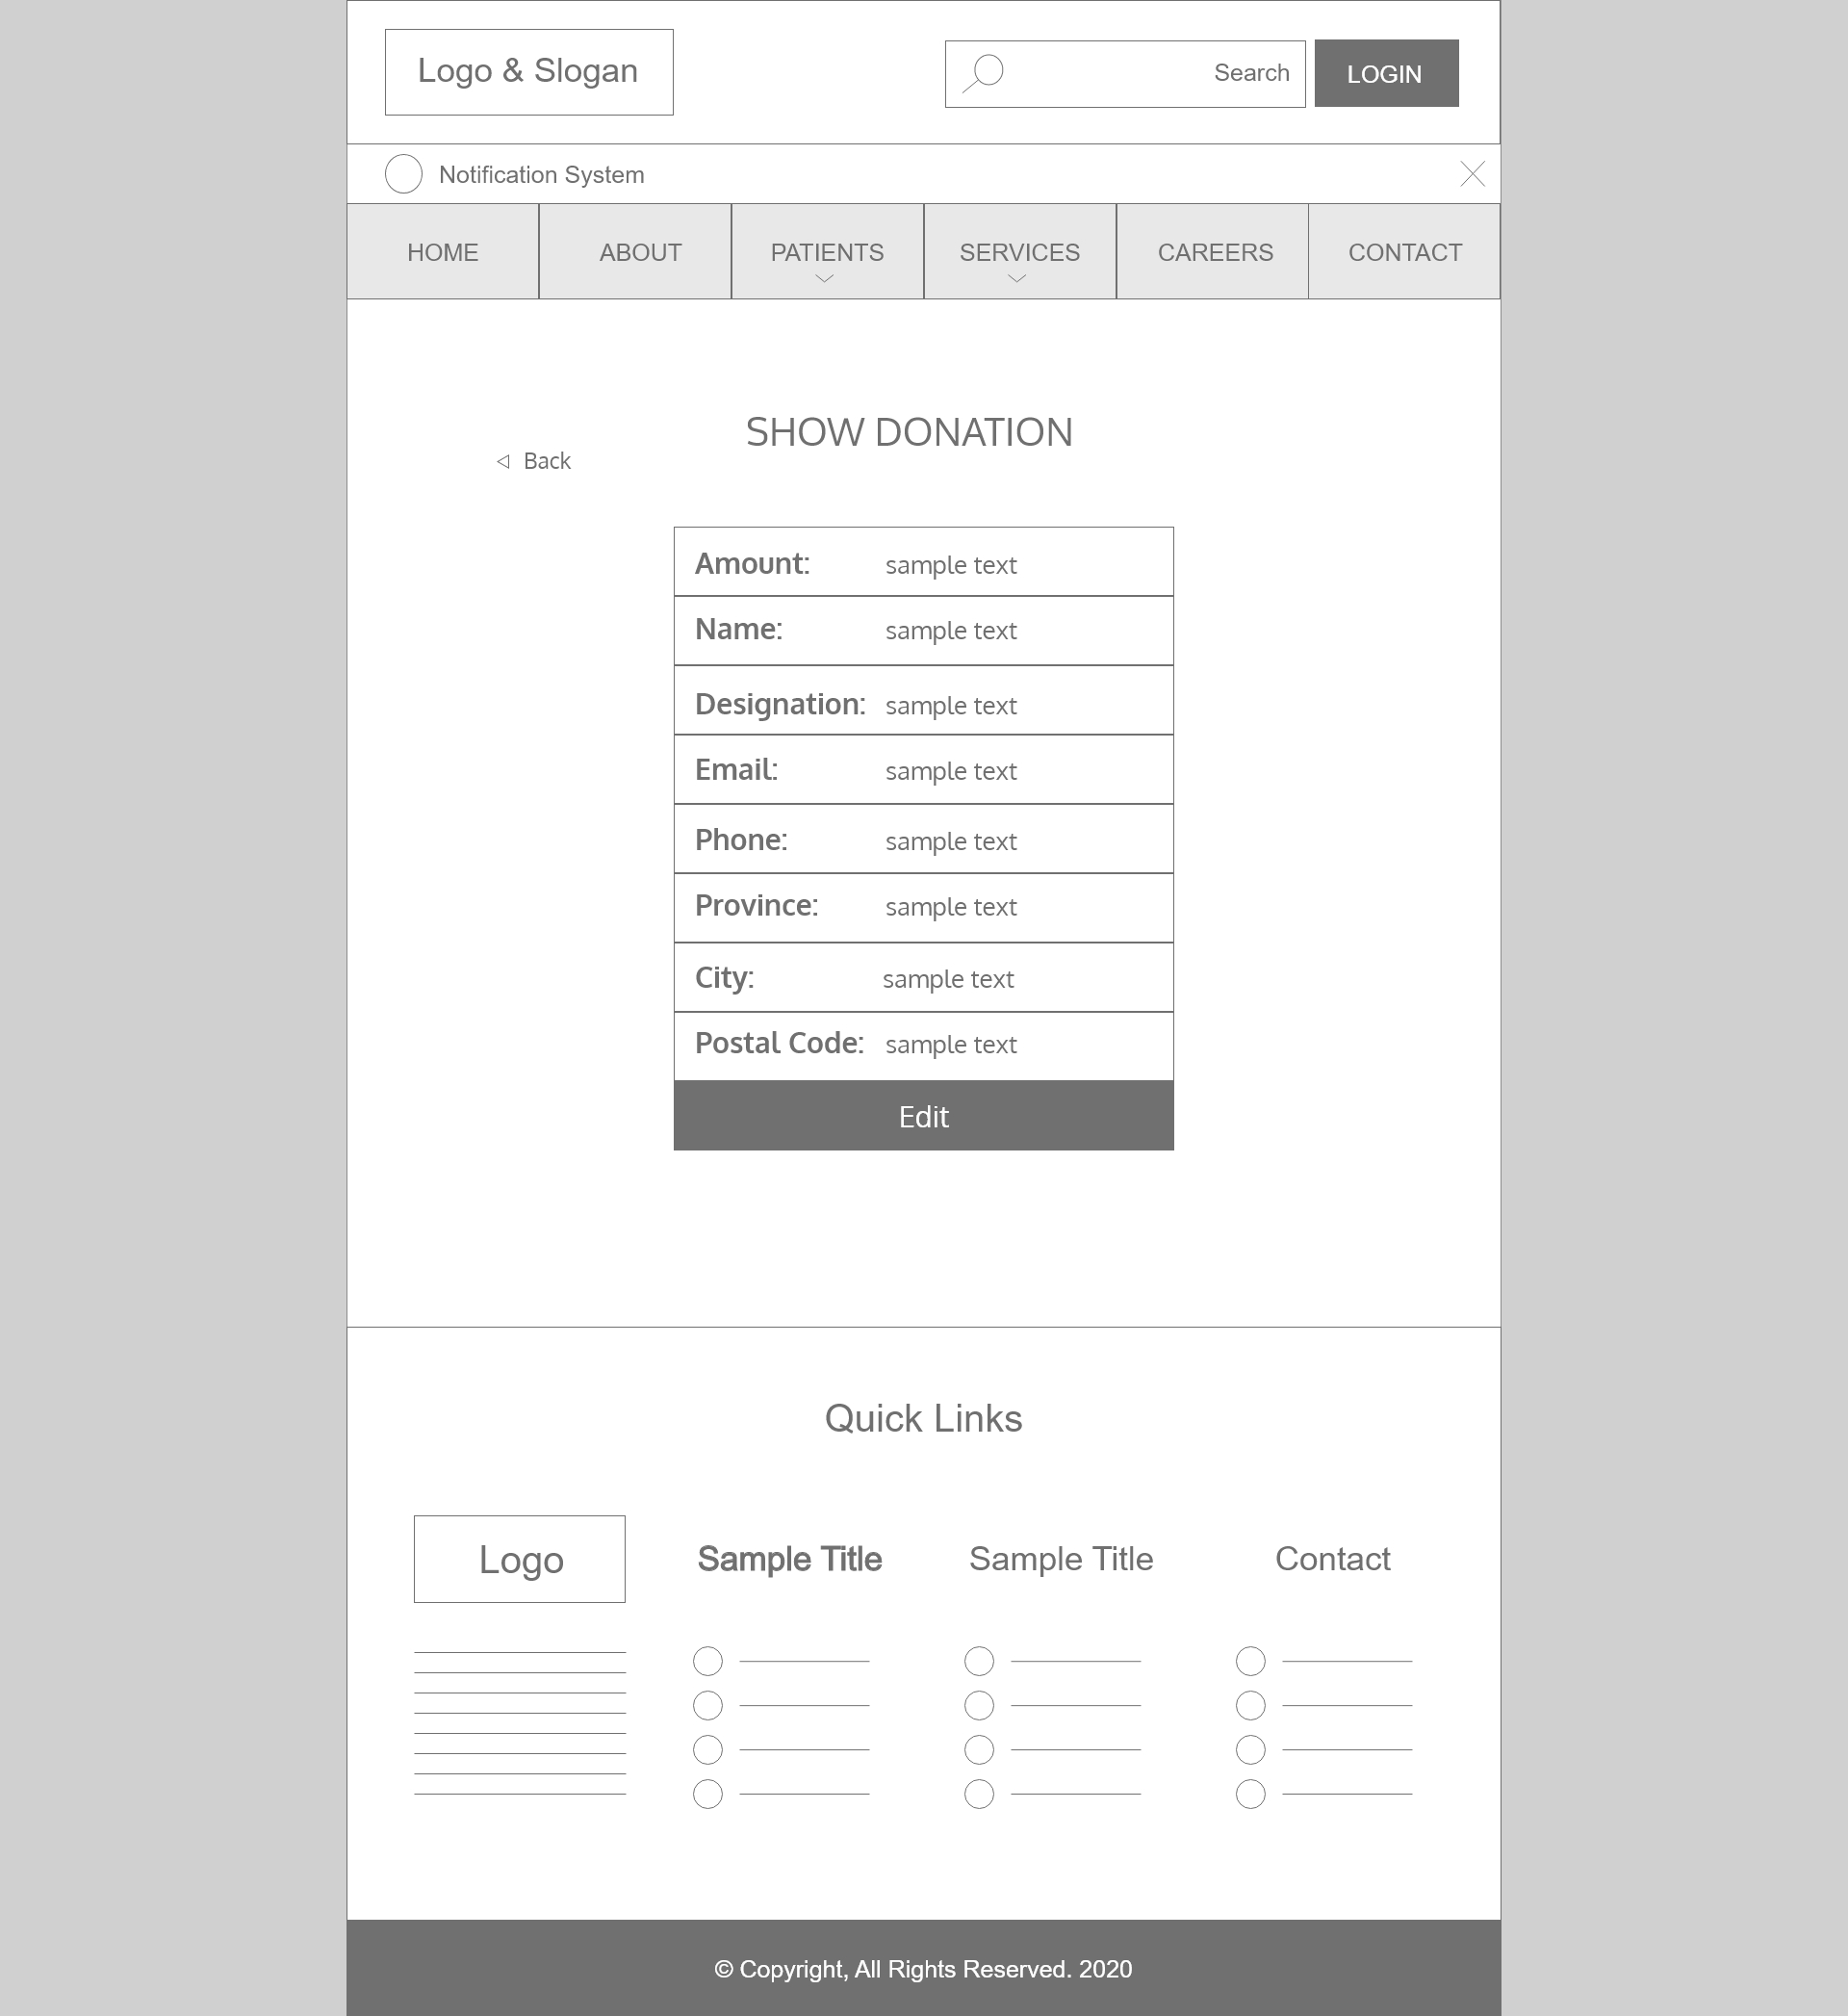 Logo & Slogan
Search
LOGIN
Notification System
HOME ABOUT PATIENTS SERVICES CAREERS CONTACT
SHOW DONATION
Back
Amount: sample text
Name: sample text
Designation: sample text
Email: sample text
Phone: sample text
Province: sample text
City: sample text
Postal Code: sample text
Edit
Quick Links
Logo
Sample Title
Sample Title
Contact
© Copyright, All Rights Reserved. 2020